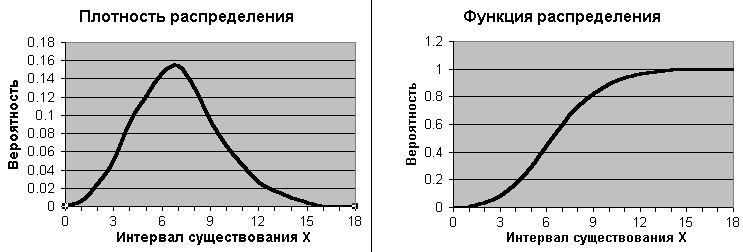 Плотность распределения
Вероятность
0.18
0.16
0.14
0.12
0.1
0.08
0.06
0.04
0.02
0
0 3 6 9 12 15 18
Интервал существования X
Функция распределения
Вероятность
1.2
1
0.8
0.6
0.4
0.2
0
0 3 6 9 12 15 18
Интервал существования X